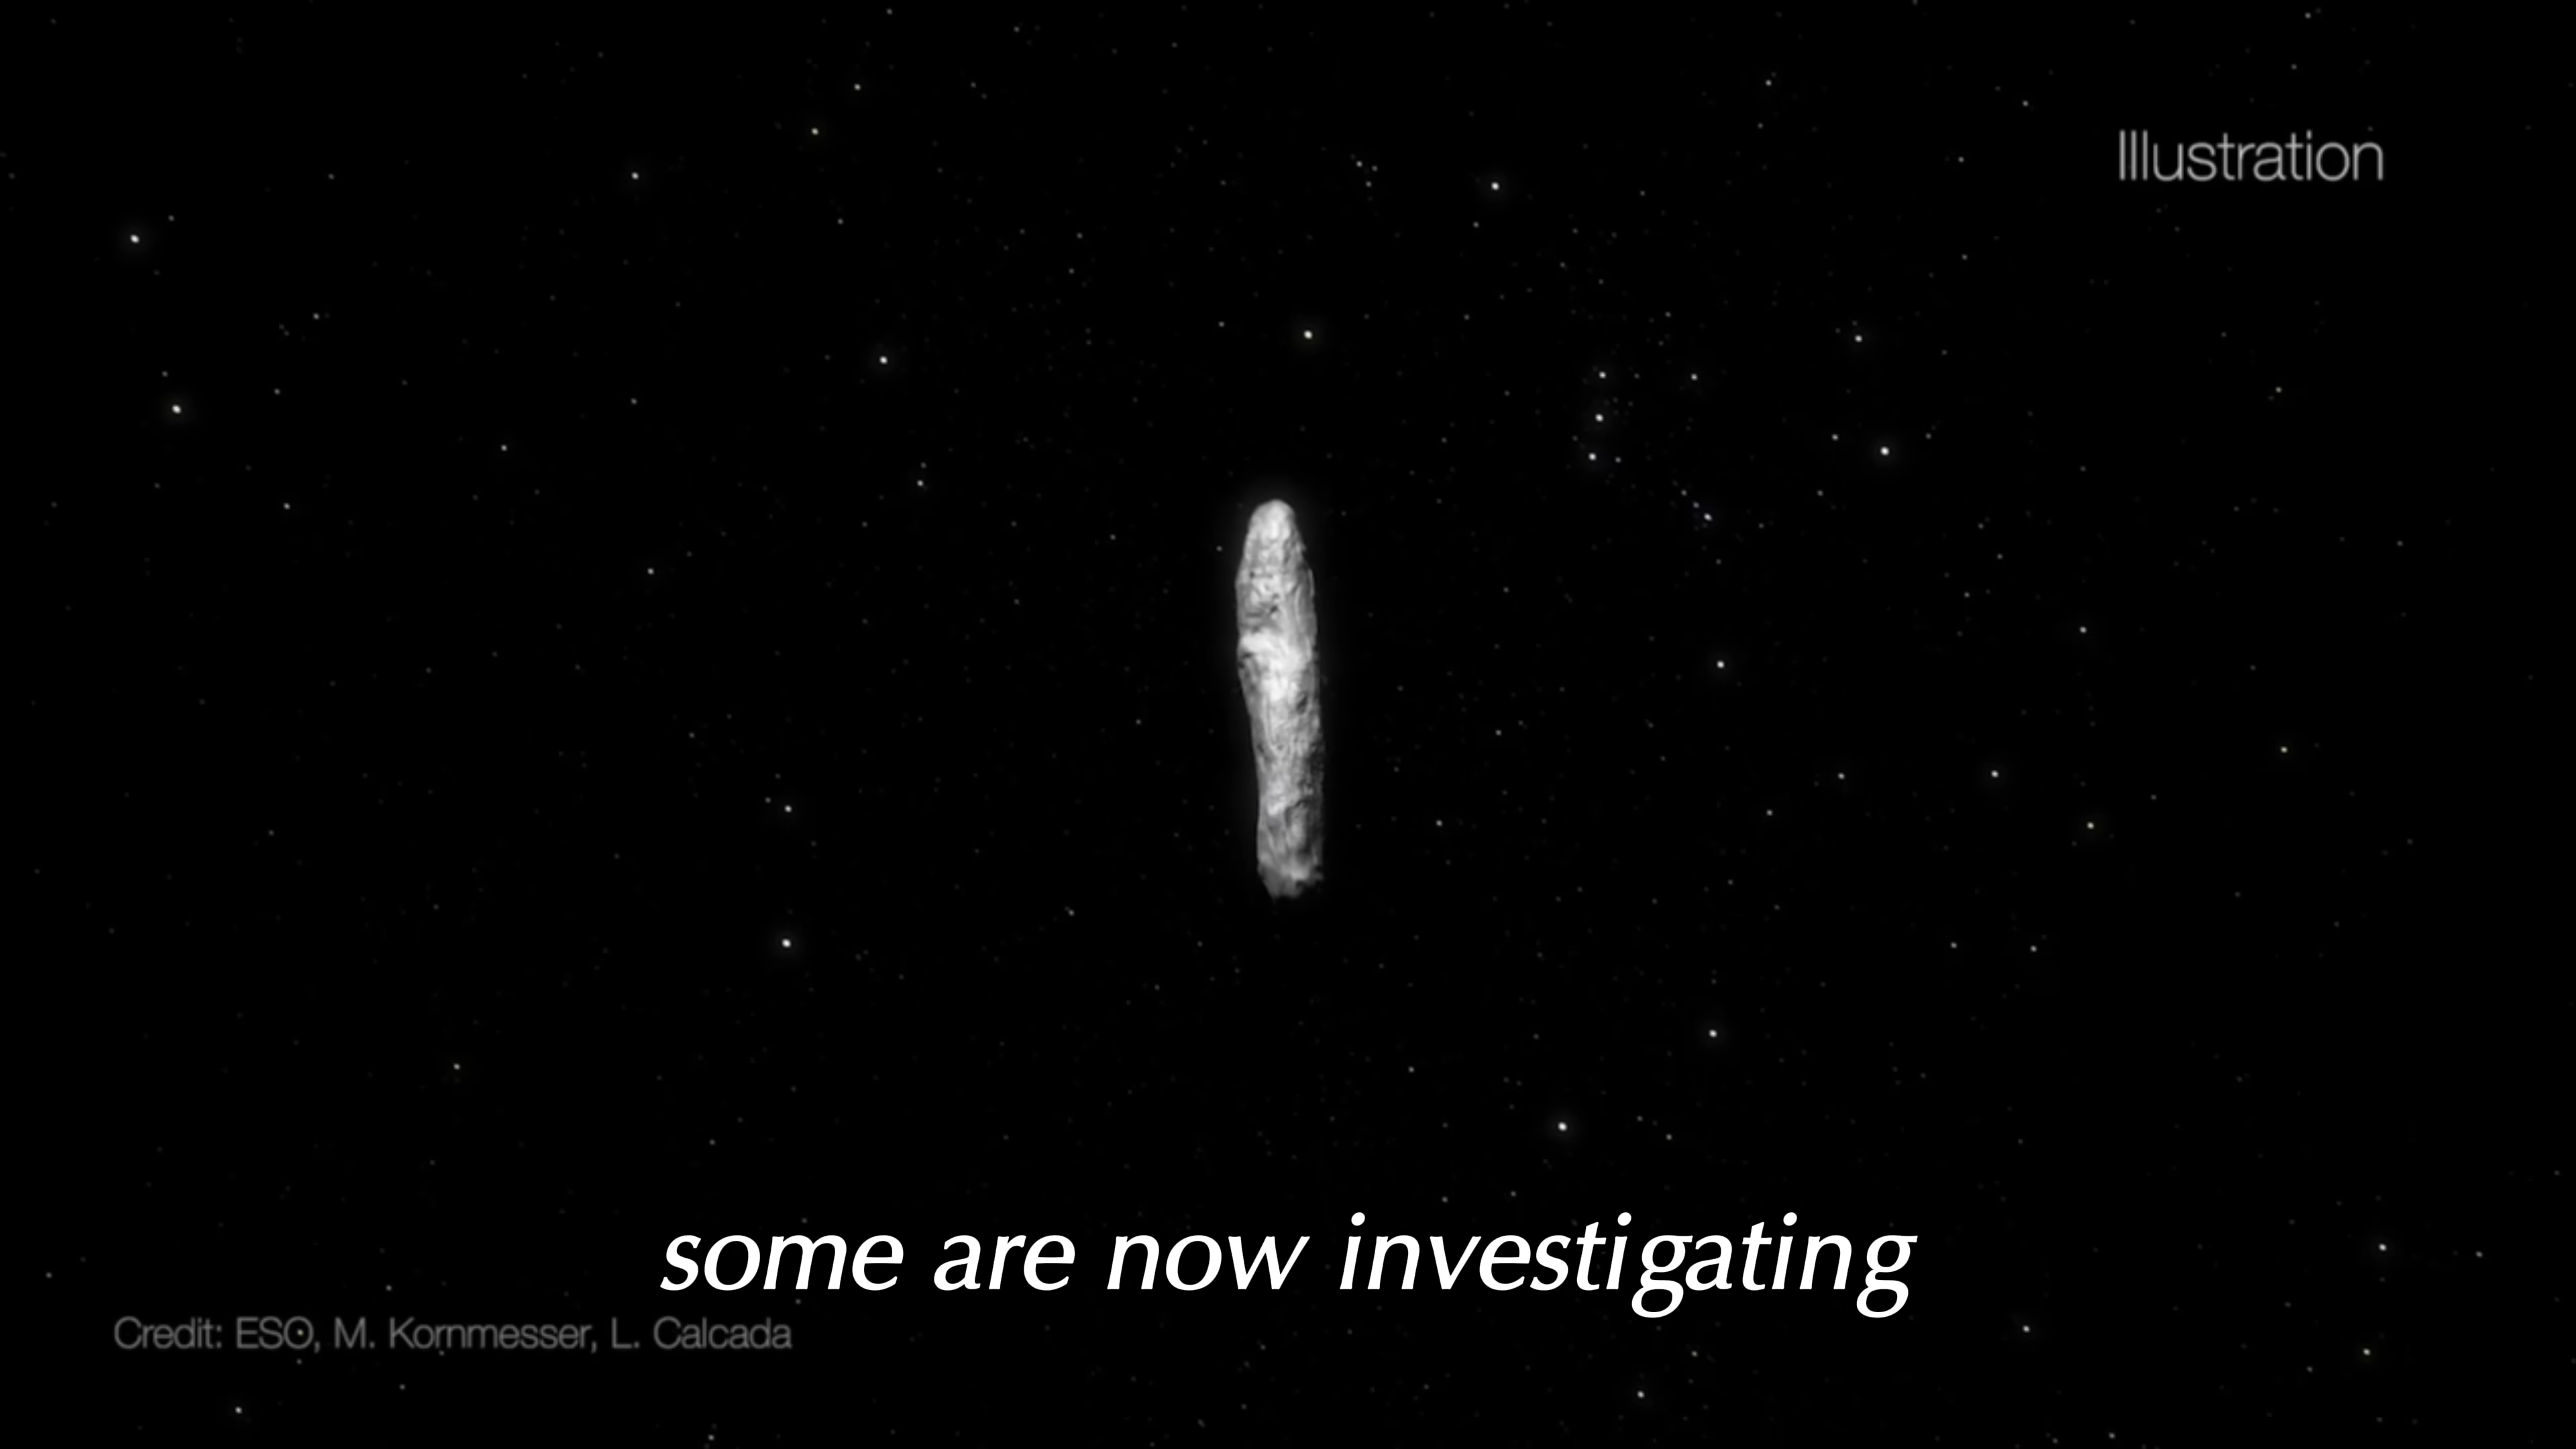 Illustration
some are now investigating
Credit: ESO, M. Kornmesser, L. Calcada